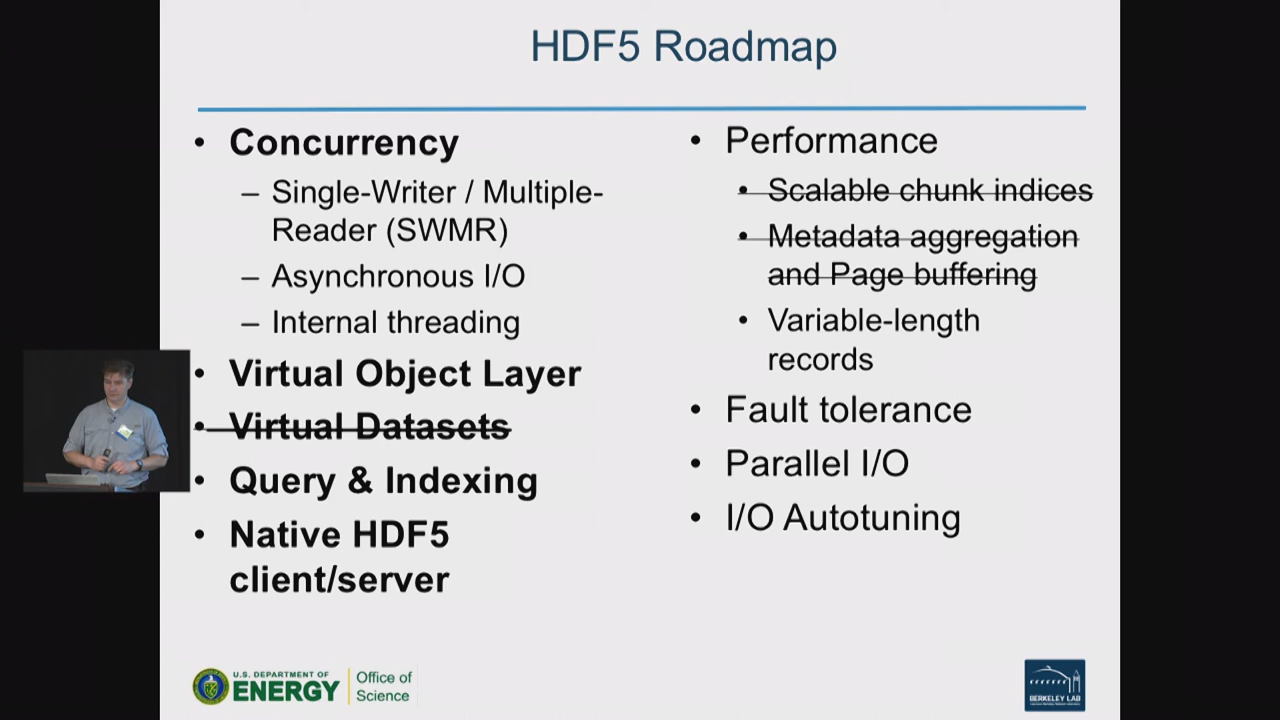 HDF5 Roadmap
• Concurrency
– Single-Writer / Multiple-
Reader (SWMR)
– Asynchronous I/O
– Internal threading
• Virtual Object Layer
• Virtual Datasets
• Query & Indexing
• Native HDF5
client/server
• Performance
• Scalable chunk indices
• Metadata aggregation
and Page buffering
• Variable-length
records
• Fault tolerance
• Parallel I/O
• I/O Autotuning
U.S. DEPARTMENT OF
ENERGY
Office of
Science
BERKELEY LAB